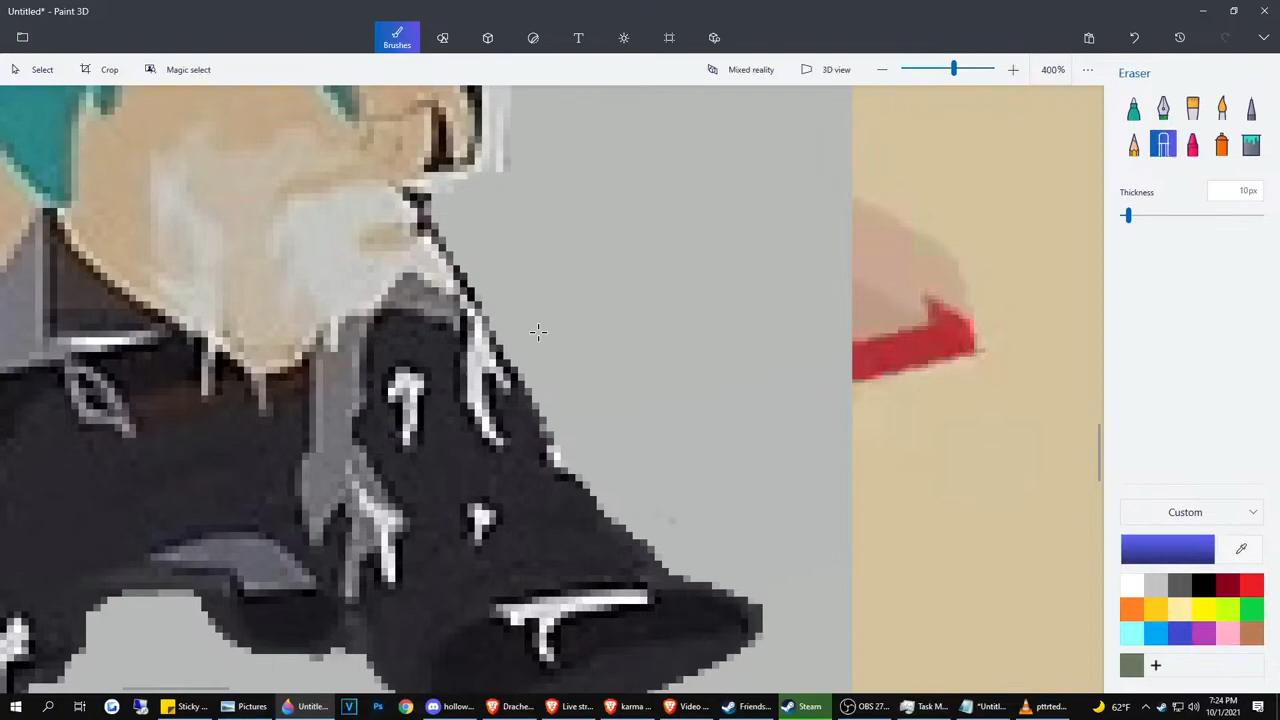 Untitled* - Paint 3D
Brushes
Select
Crop
Magic select
Mixed reality
3D view
400%
Eraser
Thickness
10px
Custom
Sticky ...
Pictures
Untitle...
hollow...
Drache...
Live str...
karma ...
Video ...
Friends...
Steam
OBS 27....
Task M...
*Untitl...
pttrted...
62°F
7:24 PM
10/1/2021